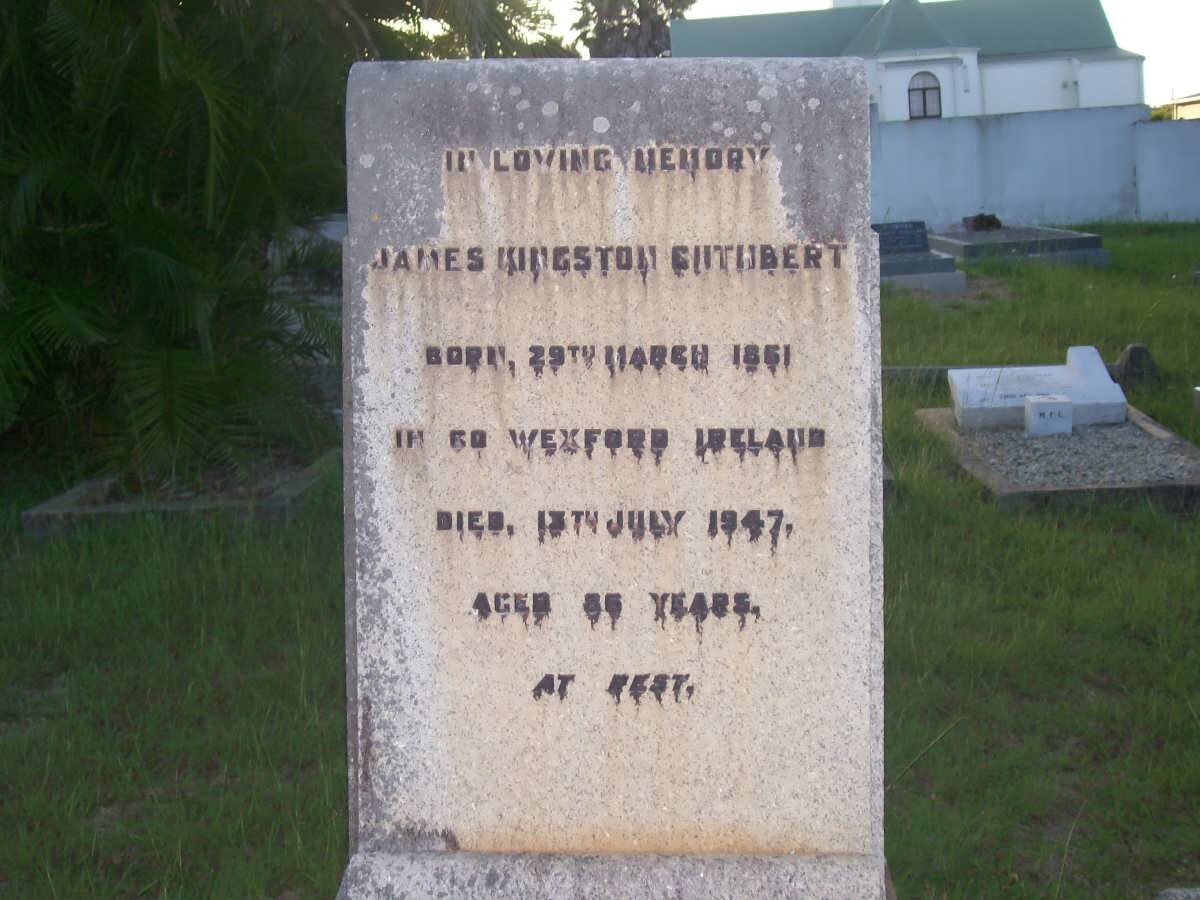 IN LOVING MEMORY
JAMES KINGSTON CUTHBERT
BORN, 29TH MARCH 1861
IN CO WEXFORD IRELAND
DIED, 13TH JULY 1947.
AGED 86 YEARS.
AT REST.
M.F.C.